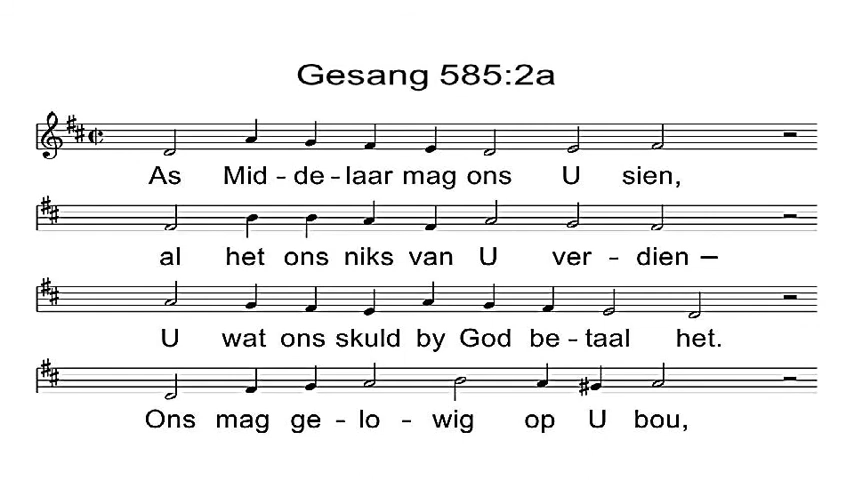 Gesang 585:2a
As Mid - de - laar mag ons U sien,
al het ons niks van U ver - dien –
U wat ons skuld by God be - taal het.
Ons mag ge - lo - wig op U bou,